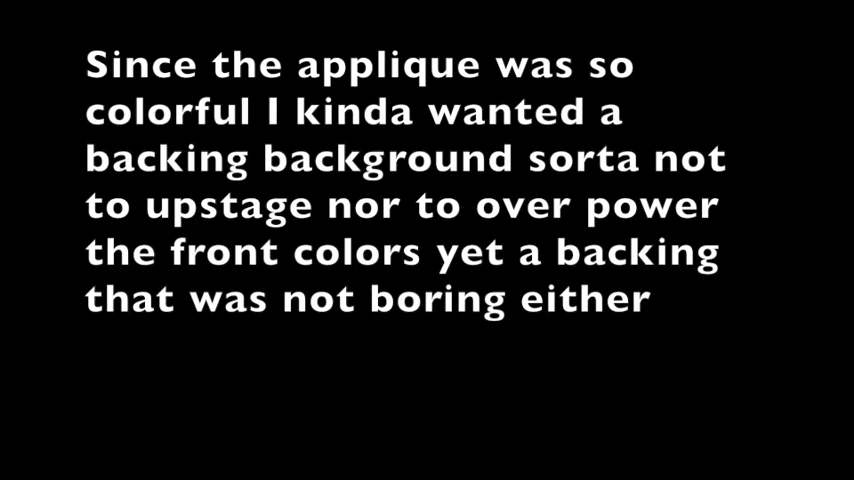 Since the applique was so
colorful I kinda wanted a
backing background sorta not
to upstage nor to over power
the front colors yet a backing
that was not boring either